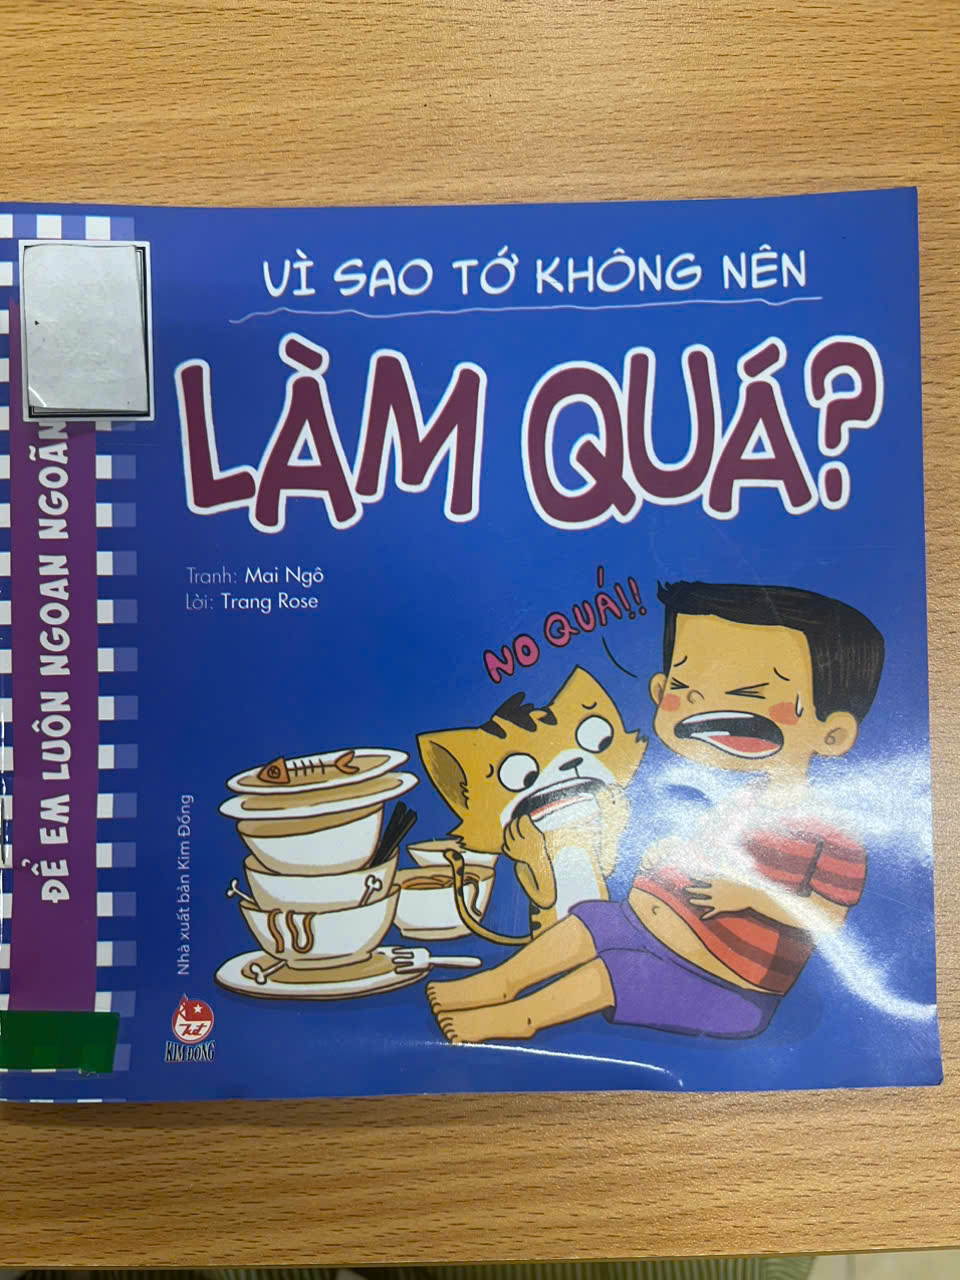 VÌ SAO TỚ KHÔNG NÊN
LÀM QUÁ?
Tranh: Mai Ngô
Lời: Trang Rose
NO QUÁ!!
ĐỂ EM LUÔN NGOAN NGOÃN
Nhà xuất bản Kim Đồng
KIM ĐỒNG